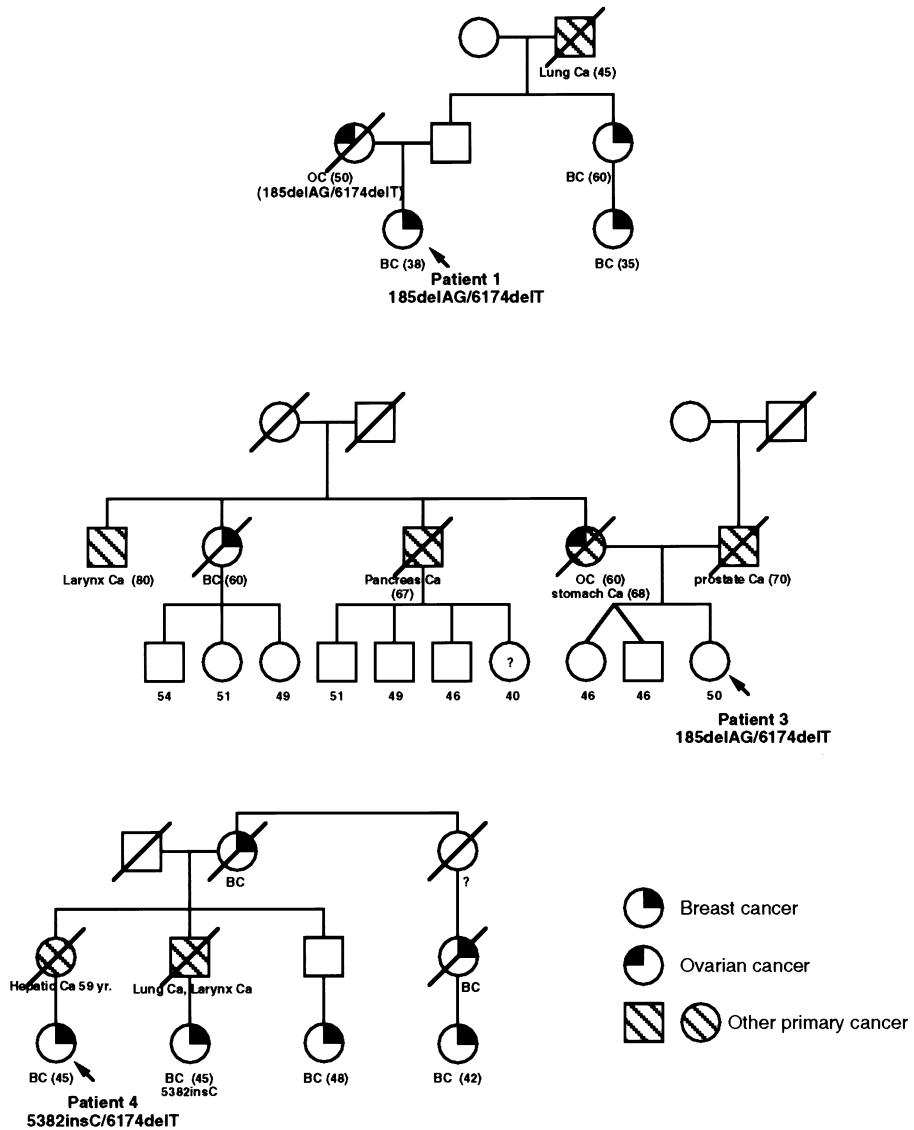 Lung Ca (45)
OC (50)
(185delAG/6174delT)
BC (60)
BC (38)
BC (35)
Patient 1
185delAG/6174delT
Larynx Ca (80)
BC (60)
Pancreas Ca
(67)
OC (60)
stomach Ca (68)
prostate Ca (70)
?
54 51 49 51 49 46 40 46 46 50
Patient 3
185delAG/6174delT
BC
?
Hepatic Ca 59 yr.
Lung Ca, Larynx Ca
BC
BC (45) BC (45) BC (48) BC (42)
5382insC
Patient 4
5382insC/6174delT
Breast cancer
Ovarian cancer
Other primary cancer